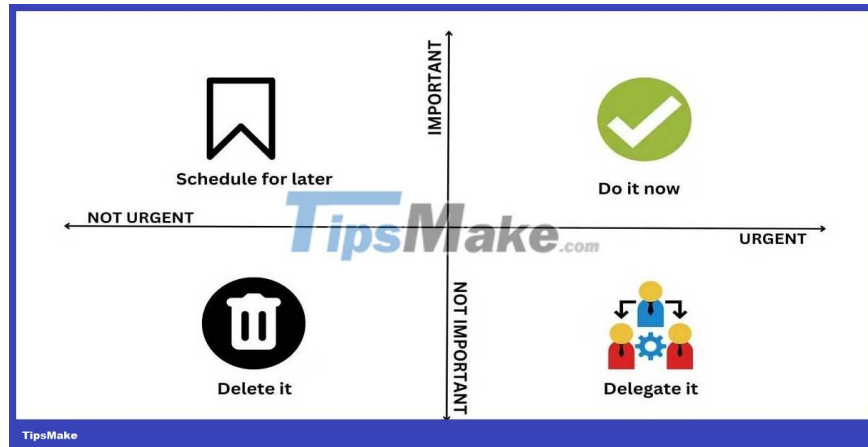 IMPORTANT
Schedule for later
Do it now
NOT URGENT
TipsMake.com
URGENT
NOT IMPORTANT
Delete it
Delegate it
TipsMake